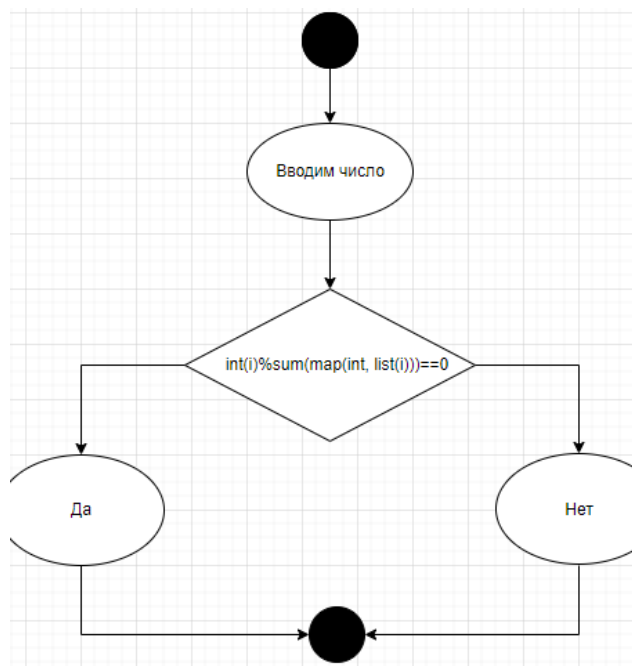 Вводим число
int(i)%sum(map(int, list(i)))==0
Да
Нет